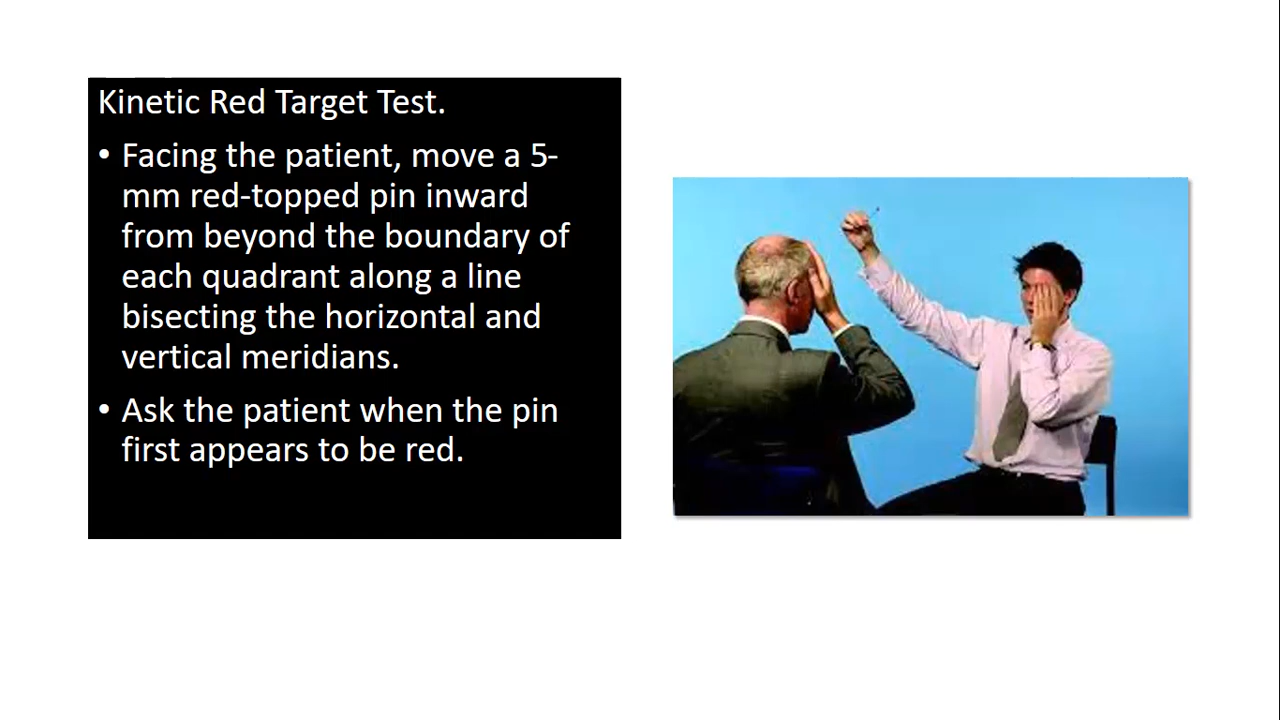 Kinetic Red Target Test.
• Facing the patient, move a 5-
mm red-topped pin inward
from beyond the boundary of
each quadrant along a line
bisecting the horizontal and
vertical meridians.
• Ask the patient when the pin
first appears to be red.